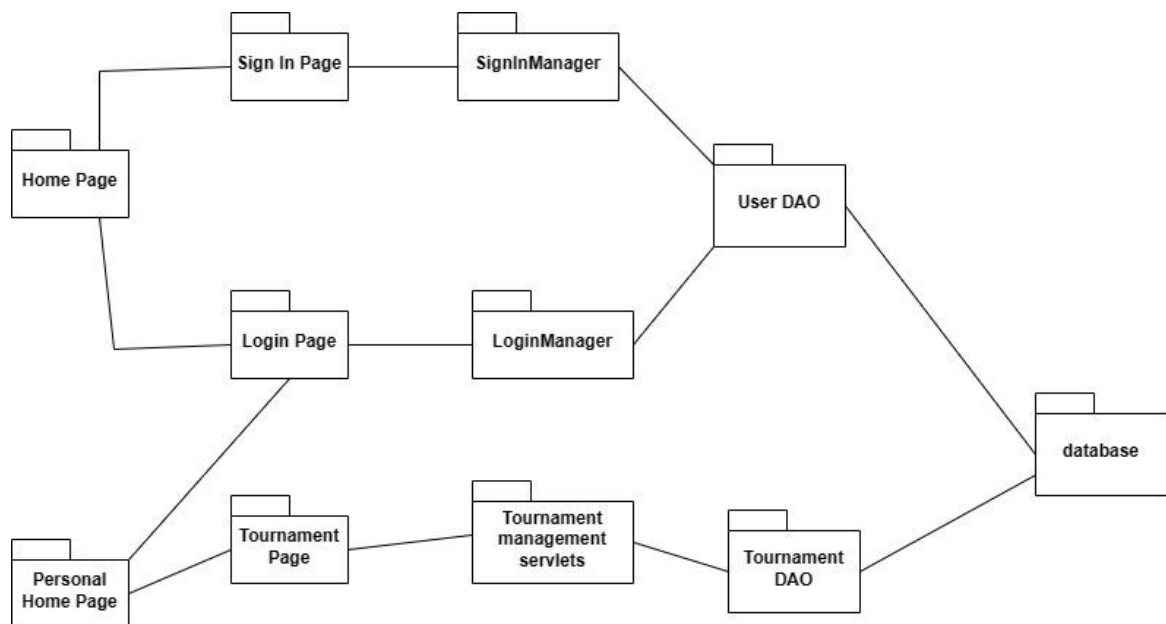 Sign In Page
SignInManager
Home Page
User DAO
Login Page
LoginManager
database
Tournament
Page
Tournament
management
servlets
Tournament
DAO
Personal
Home Page